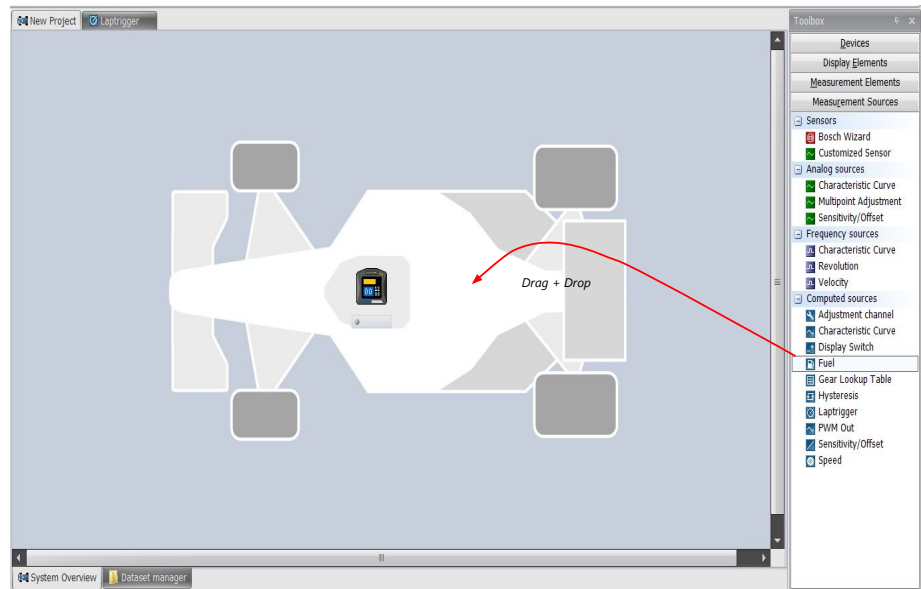 New Project Laptrigger
Toolbox
Devices
Display Elements
Measurement Elements
Measurement Sources
Sensors
Bosch Wizard
Customized Sensor
Analog sources
Characteristic Curve
Multipoint Adjustment
Sensitivity/Offset
Frequency sources
Characteristic Curve
Revolution
Velocity
Computed sources
Adjustment channel
Characteristic Curve
Display Switch
Fuel
Gear Lookup Table
Hysteresis
Laptrigger
PWM Out
Sensitivity/Offset
Speed
Drag + Drop
System Overview Dataset manager